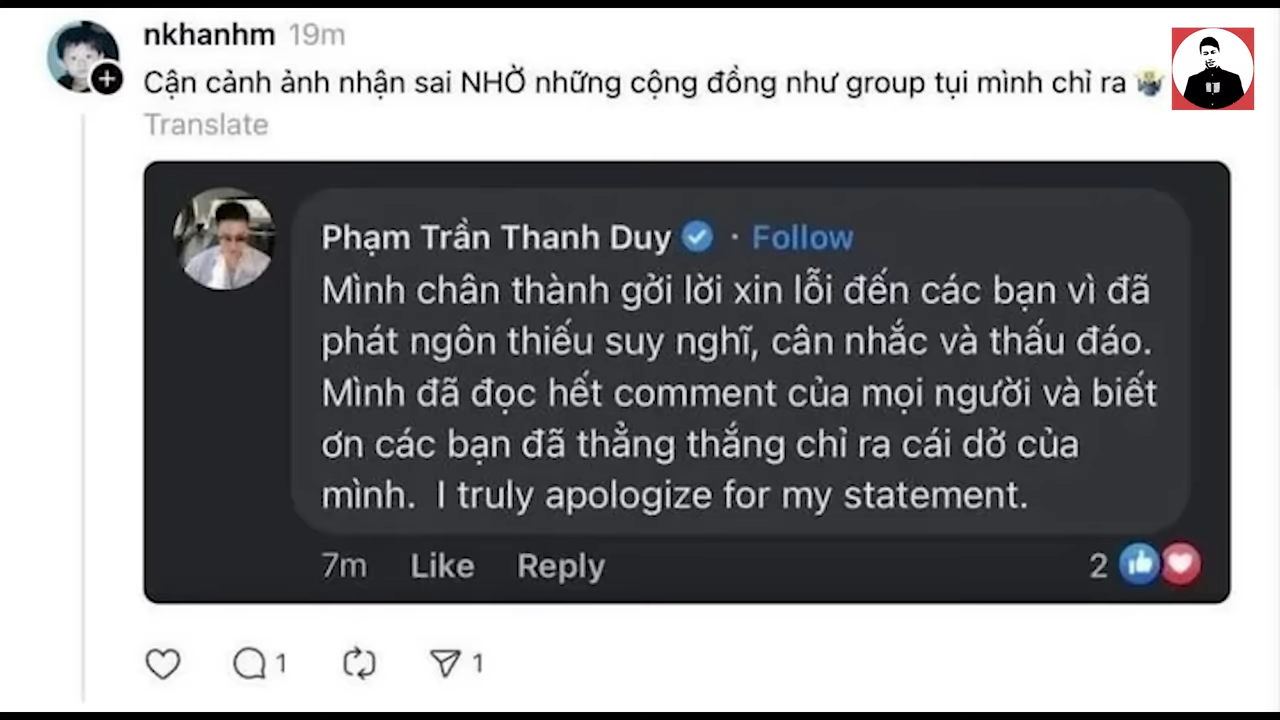 nkhanhm 19m
Cận cảnh ảnh nhận sai NHỜ những cộng đồng như group tụi mình chỉ ra 🤷
Translate
Phạm Trần Thanh Duy · Follow
Mình chân thành gởi lời xin lỗi đến các bạn vì đã
phát ngôn thiếu suy nghĩ, cân nhắc và thấu đáo.
Mình đã đọc hết comment của mọi người và biết
ơn các bạn đã thẳng thắng chỉ ra cái dở của
mình. I truly apologize for my statement.
7m Like Reply 2
1 1